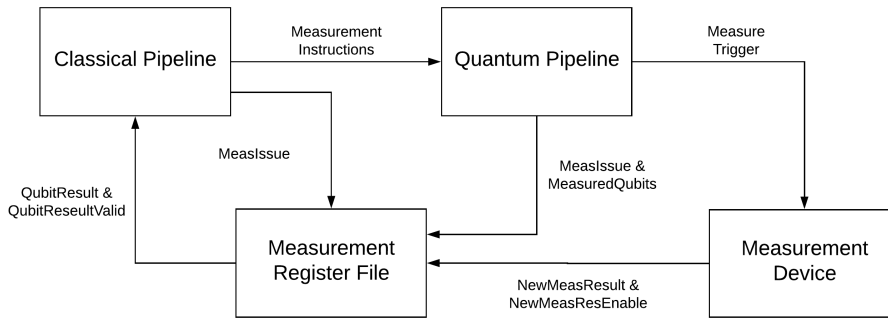 Classical Pipeline
Measurement
Instructions
Quantum Pipeline
Measure
Trigger
MeasIssue
MeasIssue &
MeasuredQubits
QubitResult &
QubitReseultValid
Measurement
Register File
Measurement
Device
NewMeasResult &
NewMeasResEnable